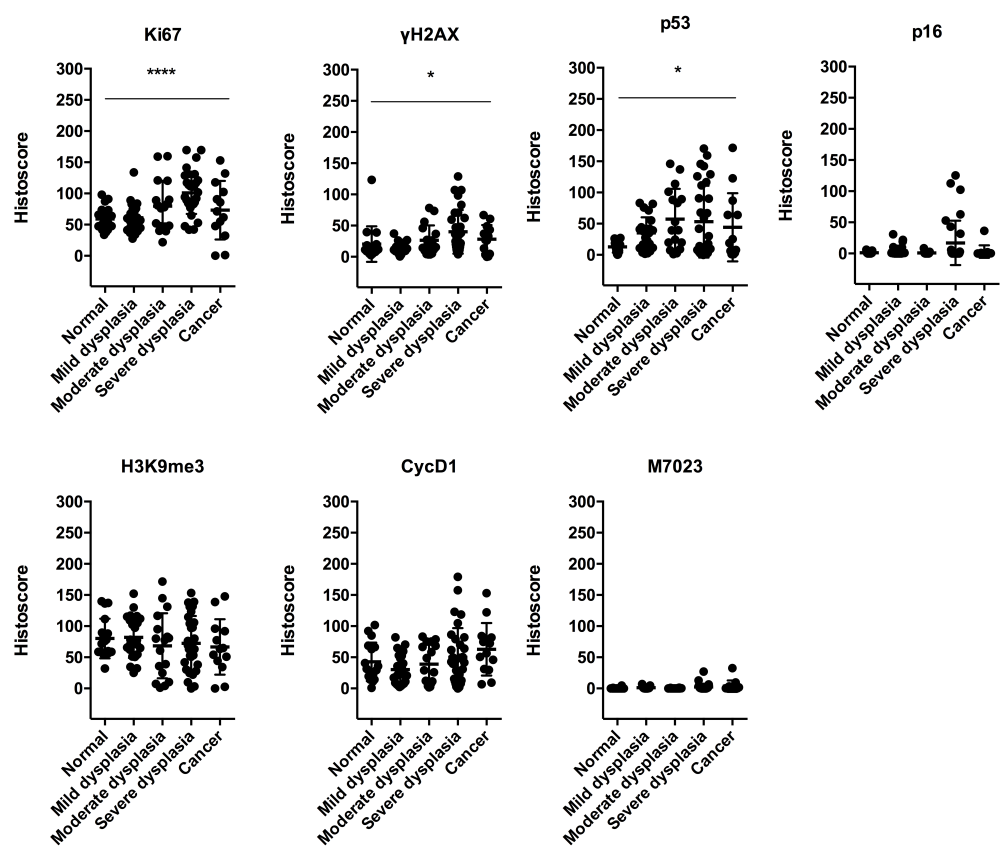 Ki67
γH2AX
p53
p16
Histoscore
300
250
200
150
100
50
0
****
Normal
Mild dysplasia
Moderate dysplasia
Severe dysplasia
Cancer
Histoscore
300
250
200
150
100
50
0
*
Normal
Mild dysplasia
Moderate dysplasia
Severe dysplasia
Cancer
Histoscore
300
250
200
150
100
50
0
*
Normal
Mild dysplasia
Moderate dysplasia
Severe dysplasia
Cancer
Histoscore
300
250
200
150
100
50
0
Normal
Mild dysplasia
Moderate dysplasia
Severe dysplasia
Cancer
H3K9me3
CycD1
M7023
Histoscore
300
250
200
150
100
50
0
Normal
Mild dysplasia
Moderate dysplasia
Severe dysplasia
Cancer
Histoscore
300
250
200
150
100
50
0
Normal
Mild dysplasia
Moderate dysplasia
Severe dysplasia
Cancer
Histoscore
300
250
200
150
100
50
0
Normal
Mild dysplasia
Moderate dysplasia
Severe dysplasia
Cancer